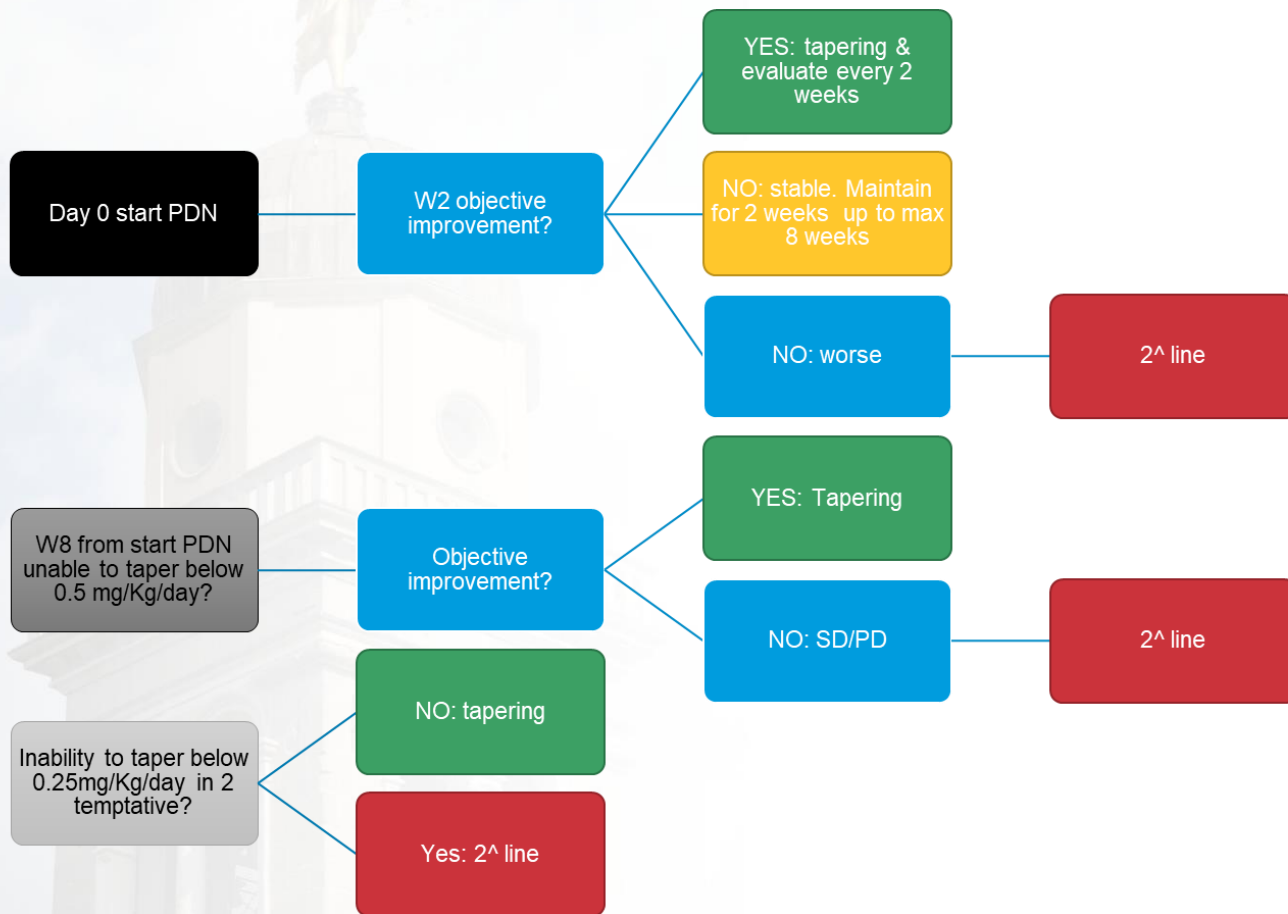 YES: tapering &
evaluate every 2
weeks
Day 0 start PDN
W2 objective
improvement?
NO: stable. Maintain
for 2 weeks up to max
8 weeks
NO: worse
2^ line
YES: Tapering
W8 from start PDN
unable to taper below
0.5 mg/Kg/day?
Objective
improvement?
NO: SD/PD
2^ line
NO: tapering
Inability to taper below
0.25mg/Kg/day in 2
temptative?
Yes: 2^ line